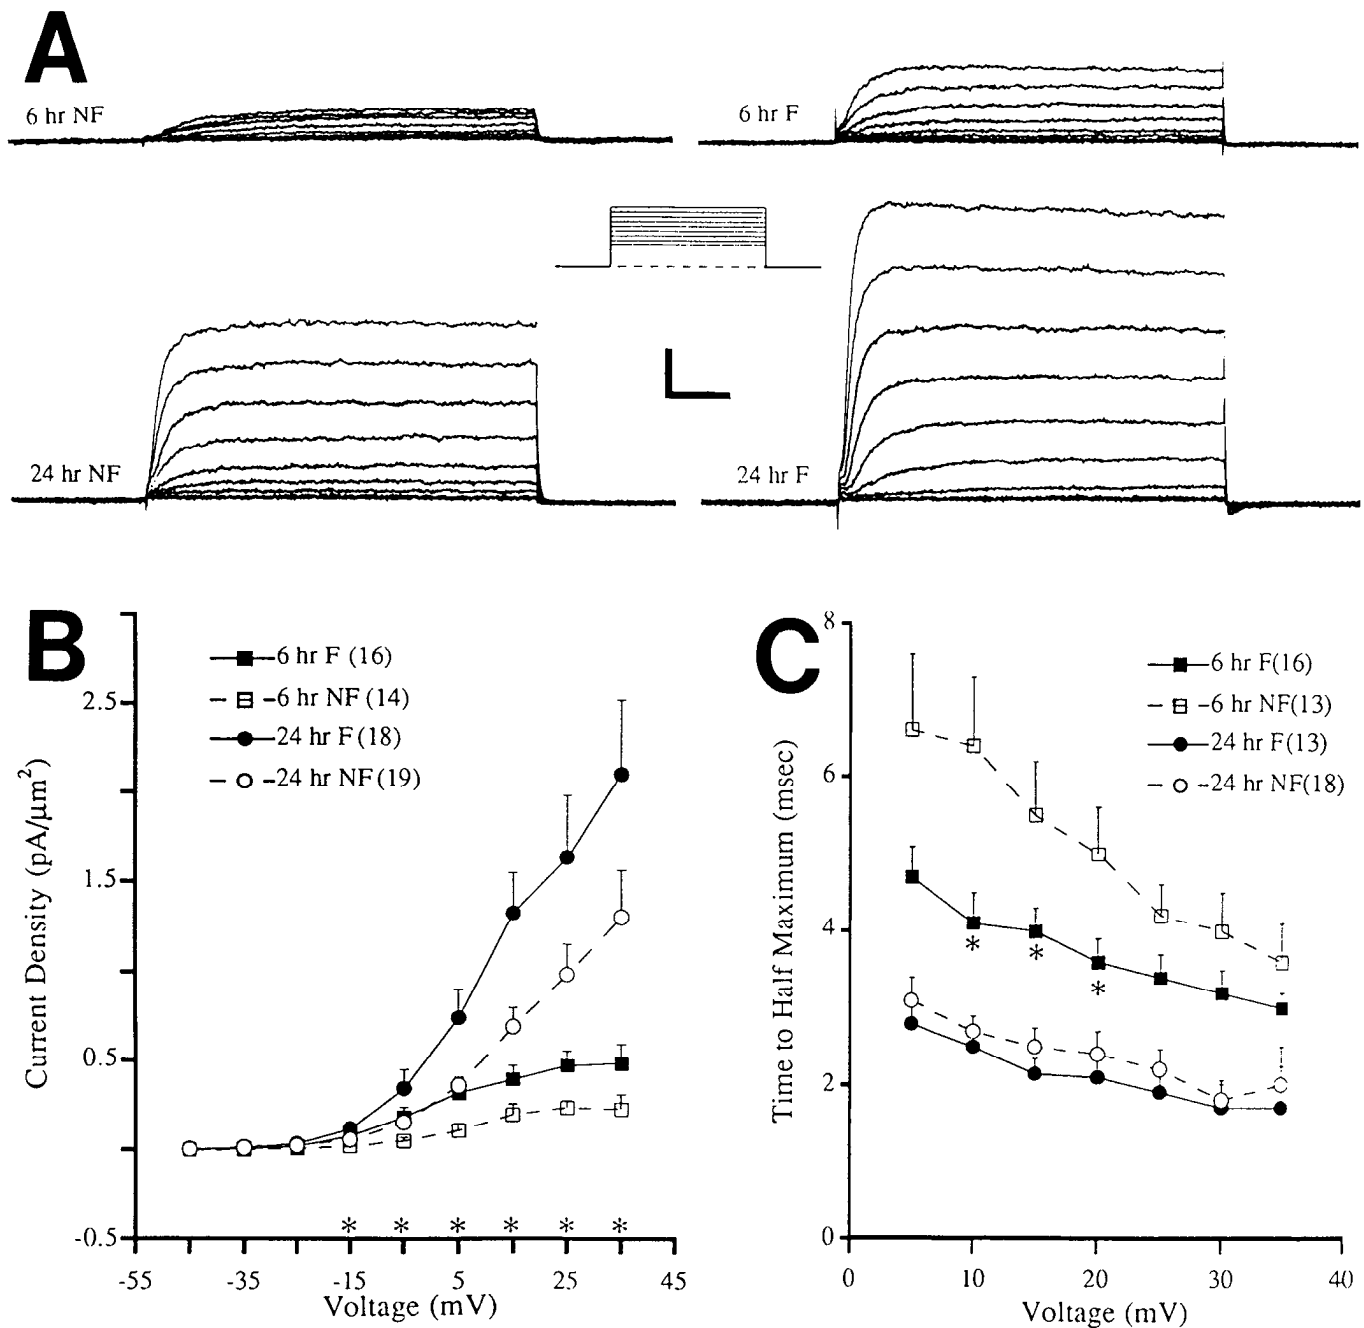 A
6 hr NF
6 hr F
24 hr NF
24 hr F
B
6 hr F (16)
6 hr NF (14)
24 hr F (18)
24 hr NF (19)
Current Density (pA/µm²)
2.5
1.5
0.5
-0.5
* * * * * *
-55 -35 -15 5 25 45
Voltage (mV)
C
6 hr F(16)
6 hr NF(13)
24 hr F(13)
24 hr NF(18)
Time to Half Maximum (msec)
8
6
4
2
0
* * *
0 10 20 30 40
Voltage (mV)